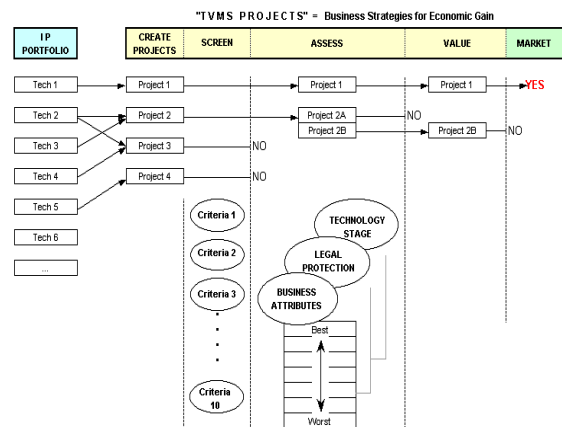 "TVMS PROJECTS" = Business Strategies for Economic Gain
I P
PORTFOLIO
CREATE
PROJECTS
SCREEN
ASSESS
VALUE
MARKET
Tech 1
Project 1
Project 1
Project 1
YES
Tech 2
Project 2
Project 2A
NO
Project 2B
Project 2B
NO
Tech 3
Project 3
NO
Tech 4
Project 4
NO
Tech 5
Tech 6
...
Criteria 1
Criteria 2
Criteria 3
Criteria
10
TECHNOLOGY
STAGE
LEGAL
PROTECTION
BUSINESS
ATTRIBUTES
Best
Worst